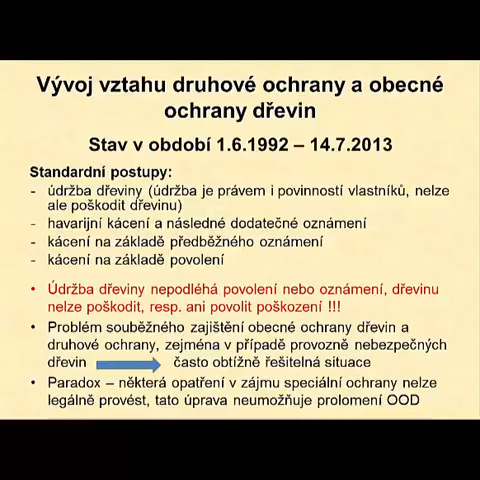 Vývoj vztahu druhové ochrany a obecné
ochrany dřevin
Stav v období 1.6.1992 – 14.7.2013
Standardní postupy:
- údržba dřeviny (údržba je právem i povinností vlastníků, nelze
ale poškodit dřevinu)
- havarijní kácení a následné dodatečné oznámení
- kácení na základě předběžného oznámení
- kácení na základě povolení
• Údržba dřeviny nepodléhá povolení nebo oznámení, dřevinu
nelze poškodit, resp. ani povolit poškození !!!
• Problém souběžného zajištění obecné ochrany dřevin a
druhové ochrany, zejména v případě provozně nebezpečných
dřevin často obtížně řešitelná situace
• Paradox – některá opatření v zájmu speciální ochrany nelze
legálně provést, tato úprava neumožňuje prolomení OOD